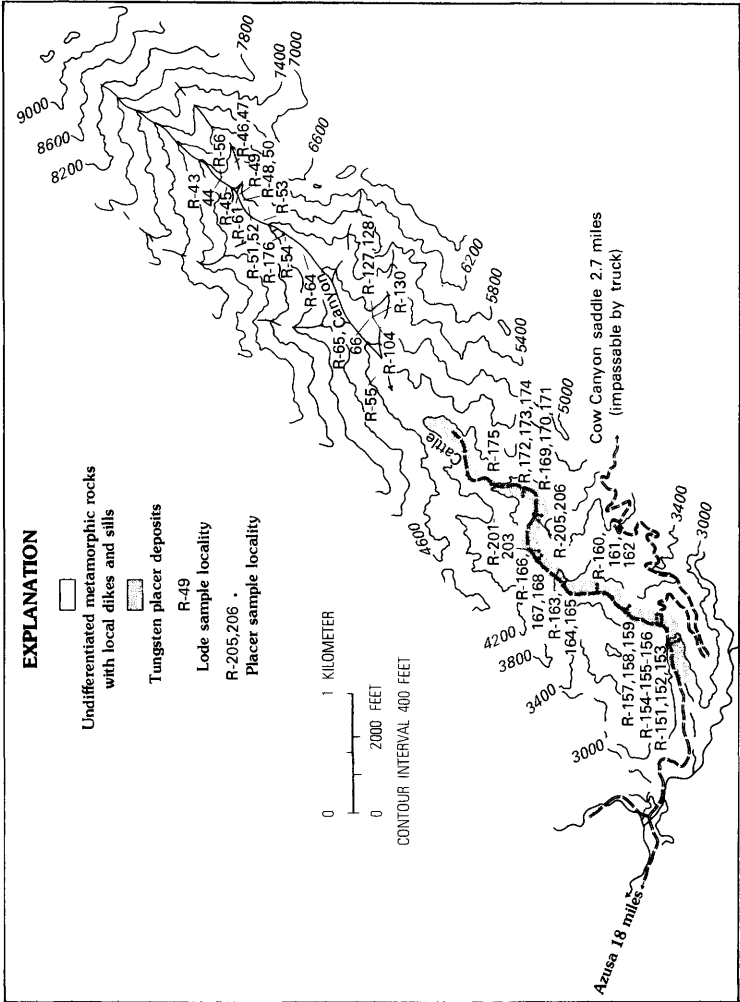 EXPLANATION
Undifferentiated metamorphic rocks
with local dikes and sills
Tungsten placer deposits
R-49
Lode sample locality
R-205,206 .
Placer sample locality
0 1 KILOMETER
0 2000 FEET
CONTOUR INTERVAL 400 FEET
9000
8600
8200
7800
7400
7000
6600
6200
5800
5400
5000
4600
4200
3800
3400
3000
3400
3000
R-43
44
R-56
R-46,47
R-45
R-49
R-61
R-48,50
R-51,52
R-53
R-176
R-54
R-64
R-65,
66
Canyon
R-127,128
R-130
R-104
R-55
Cattle
R-175
R,172,173,174
R-169,170,171
R-201
203
R-205,206
R-166,
167,168
R-163,
164,165
R-160,
161,
162
R-157,158,159
R-154-155-156
R-151,152,153
Cow Canyon saddle 2.7 miles
(impassable by truck)
Azusa 18 miles